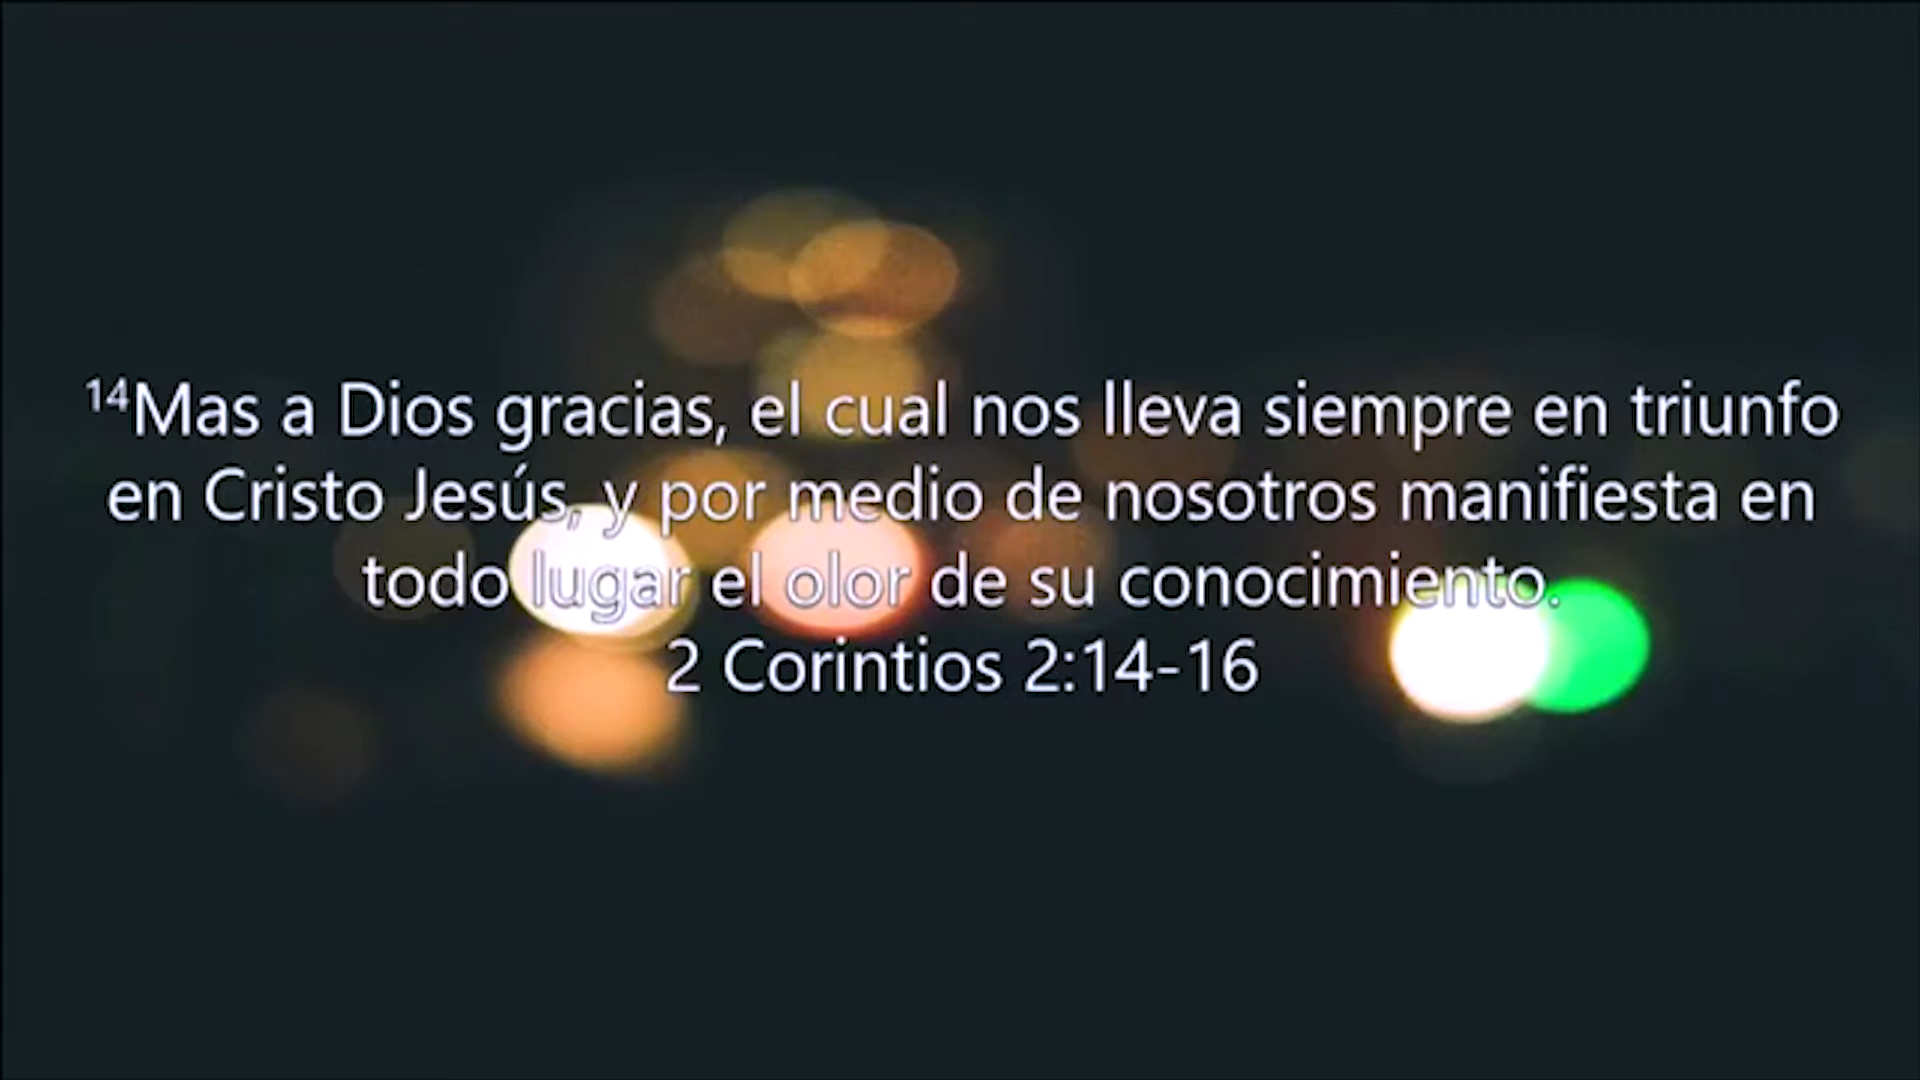 ¹⁴Mas a Dios gracias, el cual nos lleva siempre en triunfo
en Cristo Jesús, y por medio de nosotros manifiesta en
todo lugar el olor de su conocimiento.
2 Corintios 2:14-16